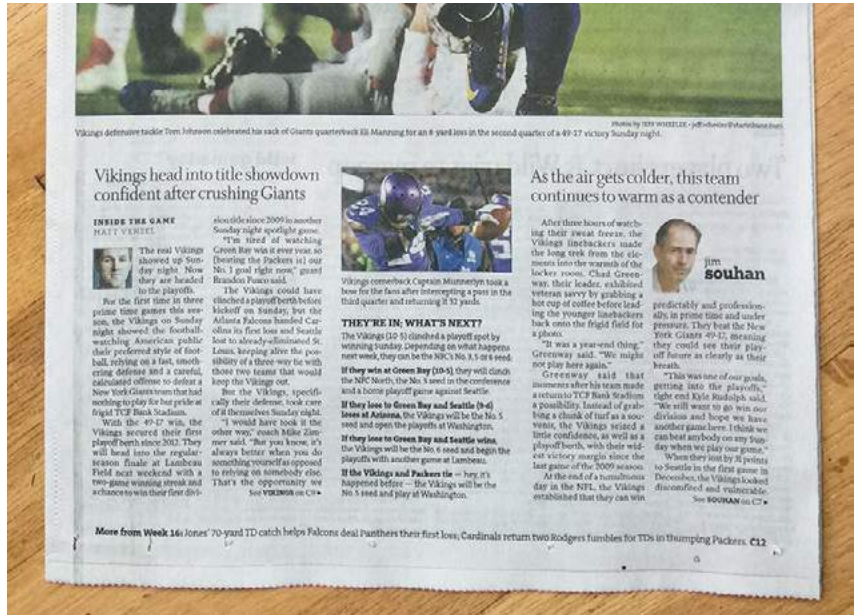 Photos by JEFF WHEELER • jeff.wheeler@startribune.com
Vikings defensive tackle Tom Johnson celebrated his sack of Giants quarterback Eli Manning for an 8-yard loss in the second quarter of a 49-17 victory Sunday night.
Vikings head into title showdown
confident after crushing Giants
INSIDE THE GAME
MATT VENSEL
The real Vikings
showed up Sun-
day night. Now
they are headed
to the playoffs.
For the first time in three
prime time games this sea-
son, the Vikings on Sunday
night showed the football-
watching American public
their preferred style of foot-
ball, relying on a fast, smoth-
ering defense and a careful,
calculated offense to defeat a
New York Giants team that had
nothing to play for but pride at
frigid TCF Bank Stadium.
With the 49-17 win, the
Vikings secured their first
playoff berth since 2012. They
will head into the regular-
season finale at Lambeau
Field next weekend with a
two-game winning streak and
a chance to win their first divi-
sion title since 2009 in another
Sunday night spotlight game.
"I'm tired of watching
Green Bay win it ever year, so
[beating the Packers is] our
No. 1 goal right now," guard
Brandon Fusco said.
The Vikings could have
clinched a playoff berth before
kickoff on Sunday, but the
Atlanta Falcons handed Car-
olina its first loss and Seattle
lost to already-eliminated St.
Louis, keeping alive the pos-
sibility of a three-way tie with
those two teams that would
keep the Vikings out.
But the Vikings, specifi-
cally their defense, took care
of it themselves Sunday night.
"I would have took it the
other way," coach Mike Zim-
mer said. "But you know, it's
always better when you do
something yourself as opposed
to relying on somebody else.
That's the opportunity we
See VIKINGS on C9 ▸
Vikings cornerback Captain Munnerlyn took a
bow for the fans after intercepting a pass in the
third quarter and returning it 32 yards.
THEY'RE IN; WHAT'S NEXT?
The Vikings (10-5) clinched a playoff spot by
winning Sunday. Depending on what happens
next week, they can be the NFC's No. 3, 5 or 6 seed:
If they win at Green Bay (10-5), they will clinch
the NFC North, the No. 3 seed in the conference
and a home playoff game against Seattle.
If they lose to Green Bay and Seattle (9-6)
loses at Arizona, the Vikings will be the No. 5
seed and open the playoffs at Washington.
If they lose to Green Bay and Seattle wins,
the Vikings will be the No. 6 seed and begin the
playoffs with another game at Lambeau.
If the Vikings and Packers tie — hey, it's
happened before — the Vikings will be the
No. 5 seed and play at Washington.
As the air gets colder, this team
continues to warm as a contender
jim
souhan
After three hours of watch-
ing their sweat freeze, the
Vikings linebackers made
the long trek from the ele-
ments into the warmth of the
locker room. Chad Green-
way, their leader, exhibited
veteran savvy by grabbing a
hot cup of coffee before lead-
ing the younger linebackers
back onto the frigid field for
a photo.
"It was a year-end thing,"
Greenway said. "We might
not play here again."
Greenway said that
moments after his team made
a return to TCF Bank Stadium
a possibility. Instead of grab-
bing a chunk of turf as a sou-
venir, the Vikings seized a
little confidence, as well as a
playoff berth, with their wid-
est victory margin since the
last game of the 2009 season.
At the end of a tumultuous
day in the NFL, the Vikings
established that they can win
predictably and profession-
ally, in prime time and under
pressure. They beat the New
York Giants 49-17, meaning
they could see their play-
off future as clearly as their
breath.
"This was one of our goals,
getting into the playoffs,"
tight end Kyle Rudolph said.
"We still want to go win our
division and hope we have
another game here. I think we
can beat anybody on any Sun-
day when we play our game."
When they lost by 31 points
to Seattle in the first game in
December, the Vikings looked
discomfited and vulnerable.
See SOUHAN on C7 ▸
More from Week 16: Jones' 70-yard TD catch helps Falcons deal Panthers their first loss; Cardinals return two Rodgers fumbles for TDs in thumping Packers. C12